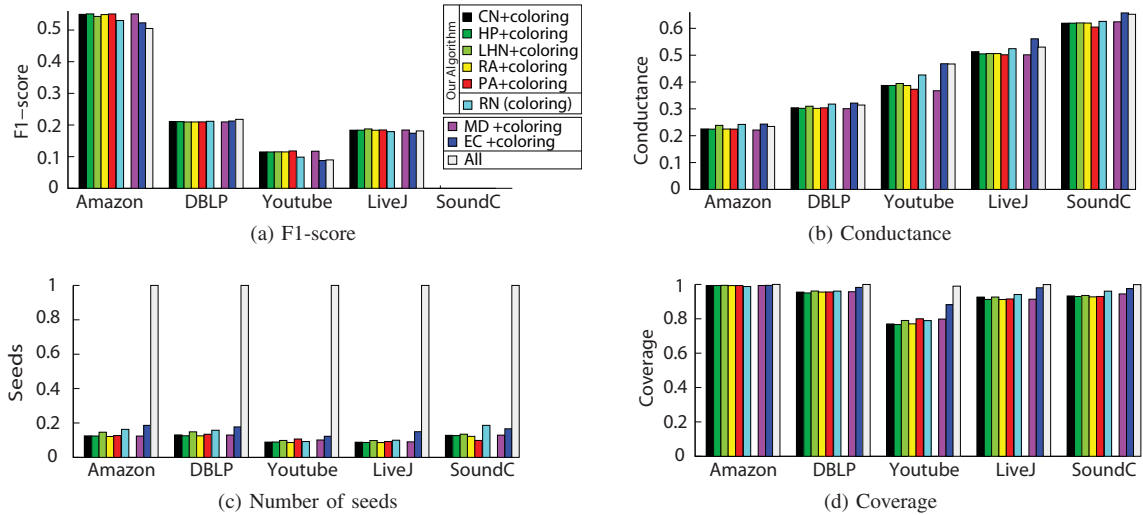 F1−score
0.5
0.4
0.3
0.2
0.1
0
Amazon DBLP Youtube LiveJ SoundC
Our Algorithm
CN+coloring
HP+coloring
LHN+coloring
RA+coloring
PA+coloring
RN (coloring)
MD +coloring
EC +coloring
All
(a) F1-score
Conductance
0.6
0.5
0.4
0.3
0.2
0.1
0
Amazon DBLP Youtube LiveJ SoundC
(b) Conductance
Seeds
1
0.8
0.6
0.4
0.2
0
Amazon DBLP Youtube LiveJ SoundC
(c) Number of seeds
Coverage
1
0.8
0.6
0.4
0.2
0
Amazon DBLP Youtube LiveJ SoundC
(d) Coverage